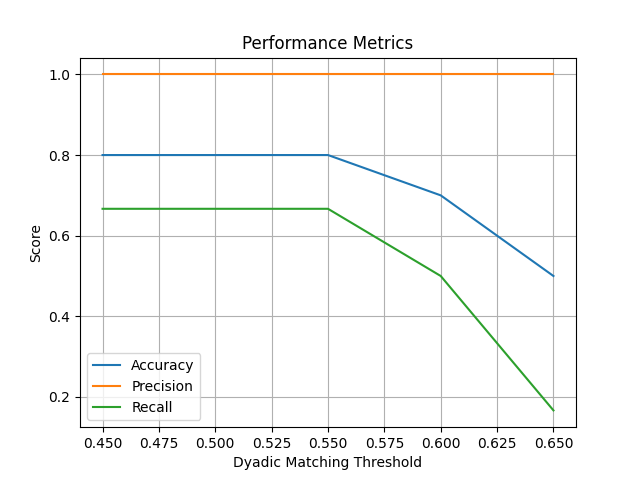 Performance Metrics
1.0
0.8
0.6
0.4
0.2
Score
Accuracy
Precision
Recall
0.450 0.475 0.500 0.525 0.550 0.575 0.600 0.625 0.650
Dyadic Matching Threshold